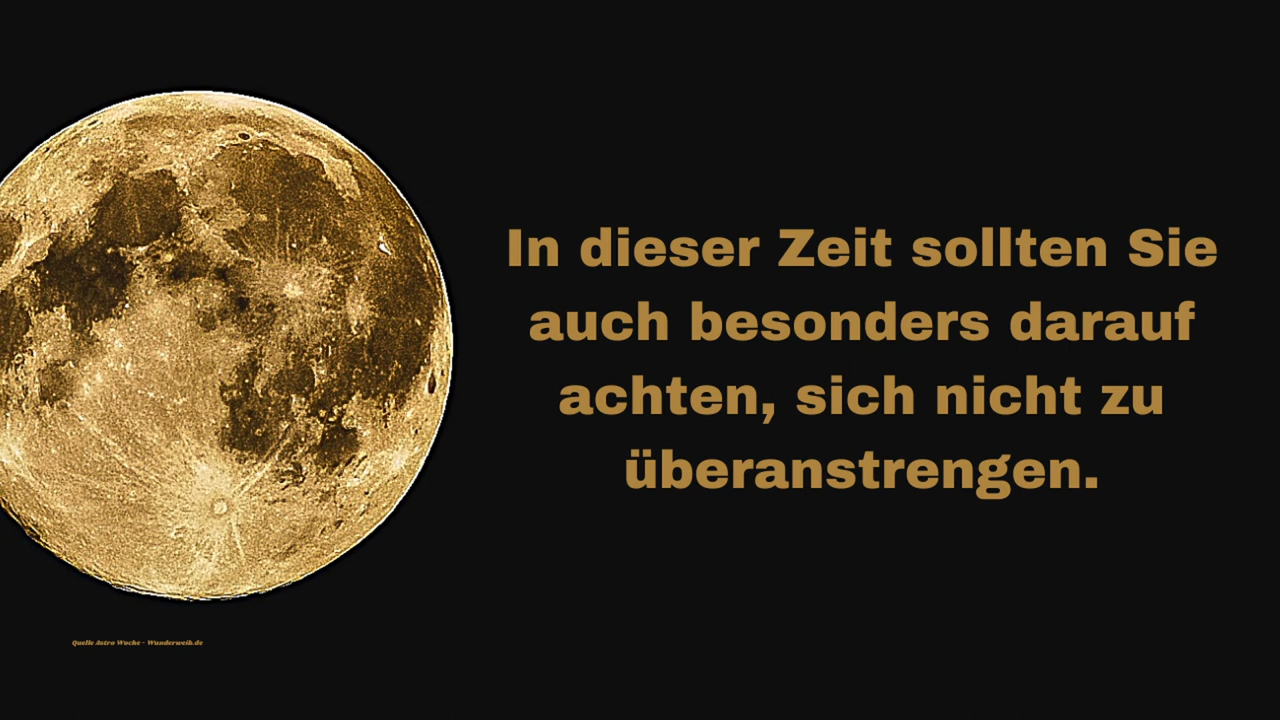 In dieser Zeit sollten Sie
auch besonders darauf
achten, sich nicht zu
überanstrengen.
Quelle Astro Woche - Wunderweib.de